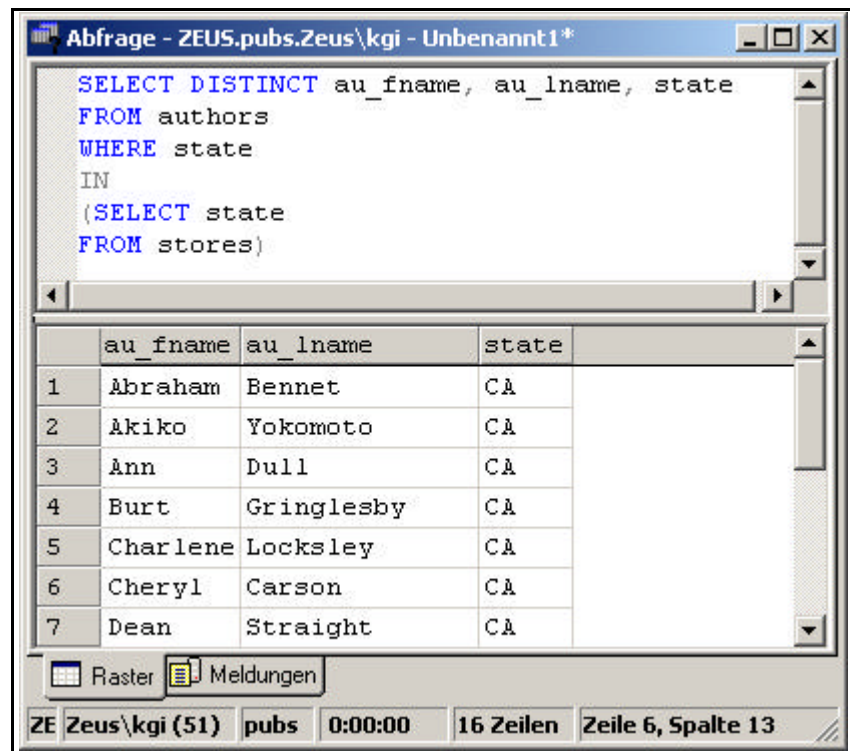 Abfrage - ZEUS.pubs.Zeus\kgi - Unbenannt1*
SELECT DISTINCT au_fname, au_lname, state
FROM authors
WHERE state
IN
(SELECT state
FROM stores)
au_fname au_lname state
1 Abraham Bennet CA
2 Akiko Yokomoto CA
3 Ann Dull CA
4 Burt Gringlesby CA
5 Charlene Locksley CA
6 Cheryl Carson CA
7 Dean Straight CA
Raster Meldungen
ZE Zeus\kgi (51) pubs 0:00:00 16 Zeilen Zeile 6, Spalte 13